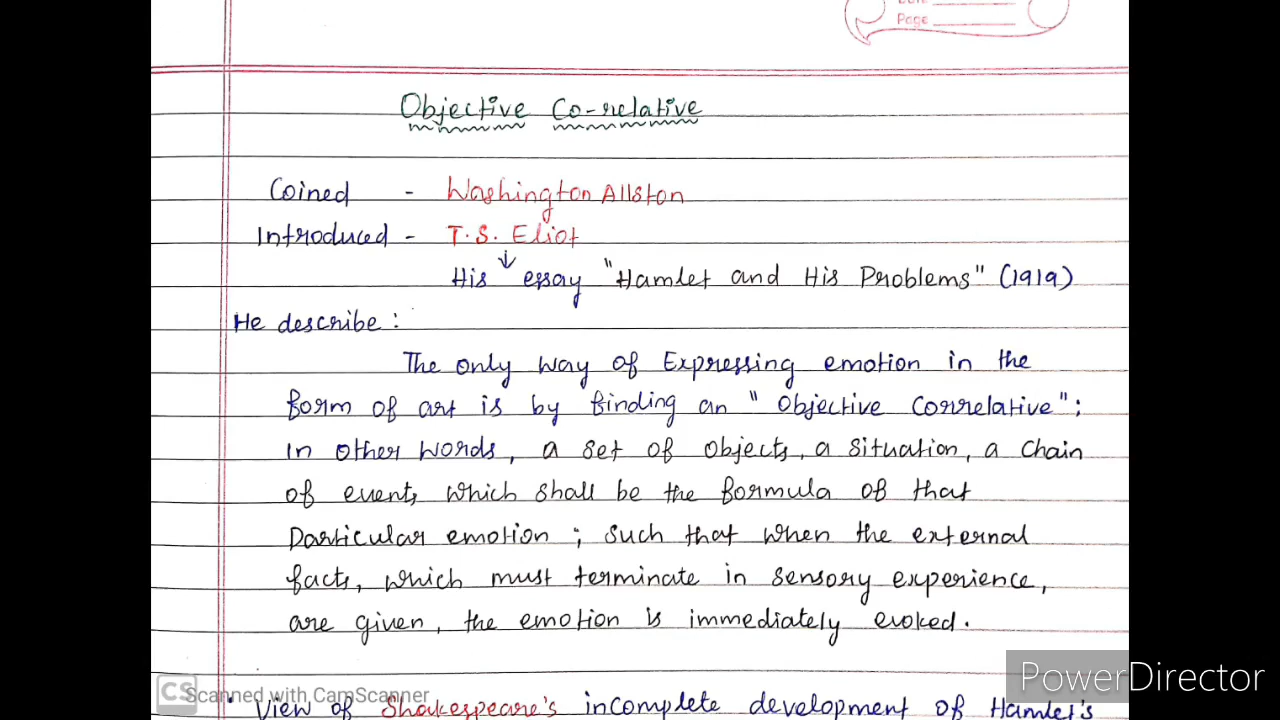 Page
Objective Co-relative
Coined - Washington Allston
Introduced - T.S. Eliot
↓
His essay "Hamlet and His Problems" (1919)
He describe :
The only way of Expressing emotion in the
form of art is by finding an "Objective Correlative";
in other words, a set of objects, a situation, a chain
of event, which shall be the formula of that
Particular emotion ; such that when the external
facts, which must terminate in sensory experience,
are given, the emotion is immediately evoked.
· View of Shakespeare's incomplete development of Hamlet's
CS Scanned with CamScanner
PowerDirector